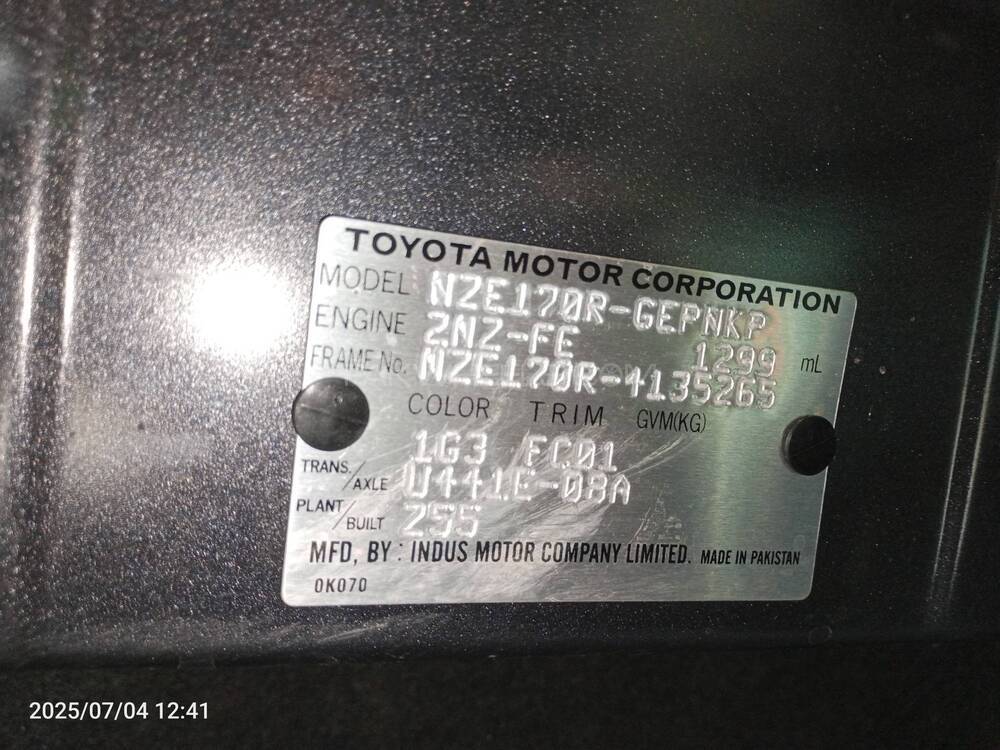 TOYOTA MOTOR CORPORATION
MODEL NZE170R-GEPNKP
ENGINE 2NZ-FE 1299 mL
FRAME No. NZE170R-4135265
COLOR TRIM GVM(KG)
1G3 FC01
TRANS./AXLE U441E-08A
PLANT/BUILT Z55
MFD, BY : INDUS MOTOR COMPANY LIMITED. MADE IN PAKISTAN
0K070
2025/07/04 12:41